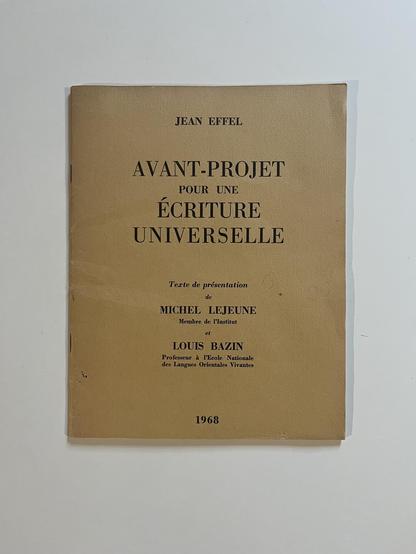 JEAN EFFEL
AVANT-PROJET
POUR UNE
ÉCRITURE
UNIVERSELLE
Texte de présentation
de
MICHEL LEJEUNE
Membre de l'Institut
et
LOUIS BAZIN
Professeur à l'Ecole Nationale
des Langues Orientales Vivantes
1968